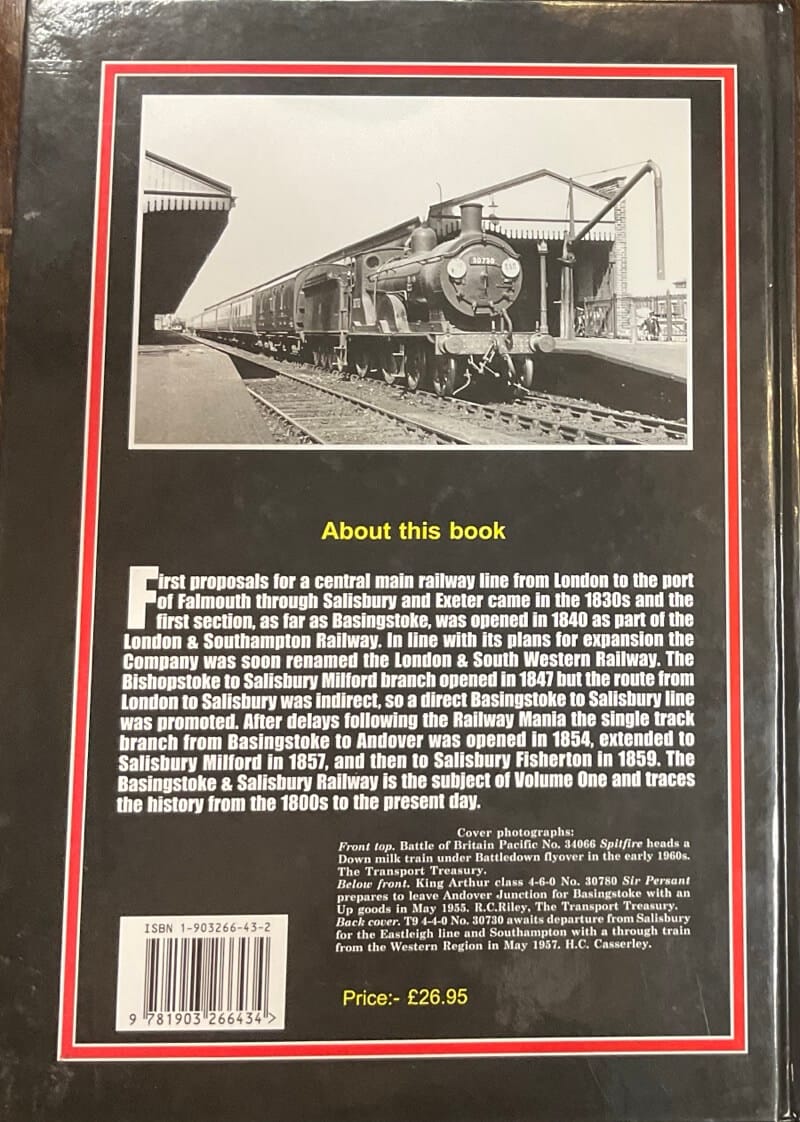 30730
About this book
First proposals for a central main railway line from London to the port
of Falmouth through Salisbury and Exeter came in the 1830s and the
first section, as far as Basingstoke, was opened in 1840 as part of the
London & Southampton Railway. In line with its plans for expansion the
Company was soon renamed the London & South Western Railway. The
Bishopstoke to Salisbury Milford branch opened in 1847 but the route from
London to Salisbury was indirect, so a direct Basingstoke to Salisbury line
was promoted. After delays following the Railway Mania the single track
branch from Basingstoke to Andover was opened in 1854, extended to
Salisbury Milford in 1857, and then to Salisbury Fisherton in 1859. The
Basingstoke & Salisbury Railway is the subject of Volume One and traces
the history from the 1800s to the present day.
Cover photographs:
Front top. Battle of Britain Pacific No. 34066 Spitfire heads a
Down milk train under Battledown flyover in the early 1960s.
The Transport Treasury.
Below front. King Arthur class 4-6-0 No. 30780 Sir Persant
prepares to leave Andover Junction for Basingstoke with an
Up goods in May 1955. R.C.Riley, The Transport Treasury.
Back cover. T9 4-4-0 No. 30730 awaits departure from Salisbury
for the Eastleigh line and Southampton with a through train
from the Western Region in May 1957. H.C. Casserley.
ISBN 1-903266-43-2
9 781903 266434 >
Price:- £26.95